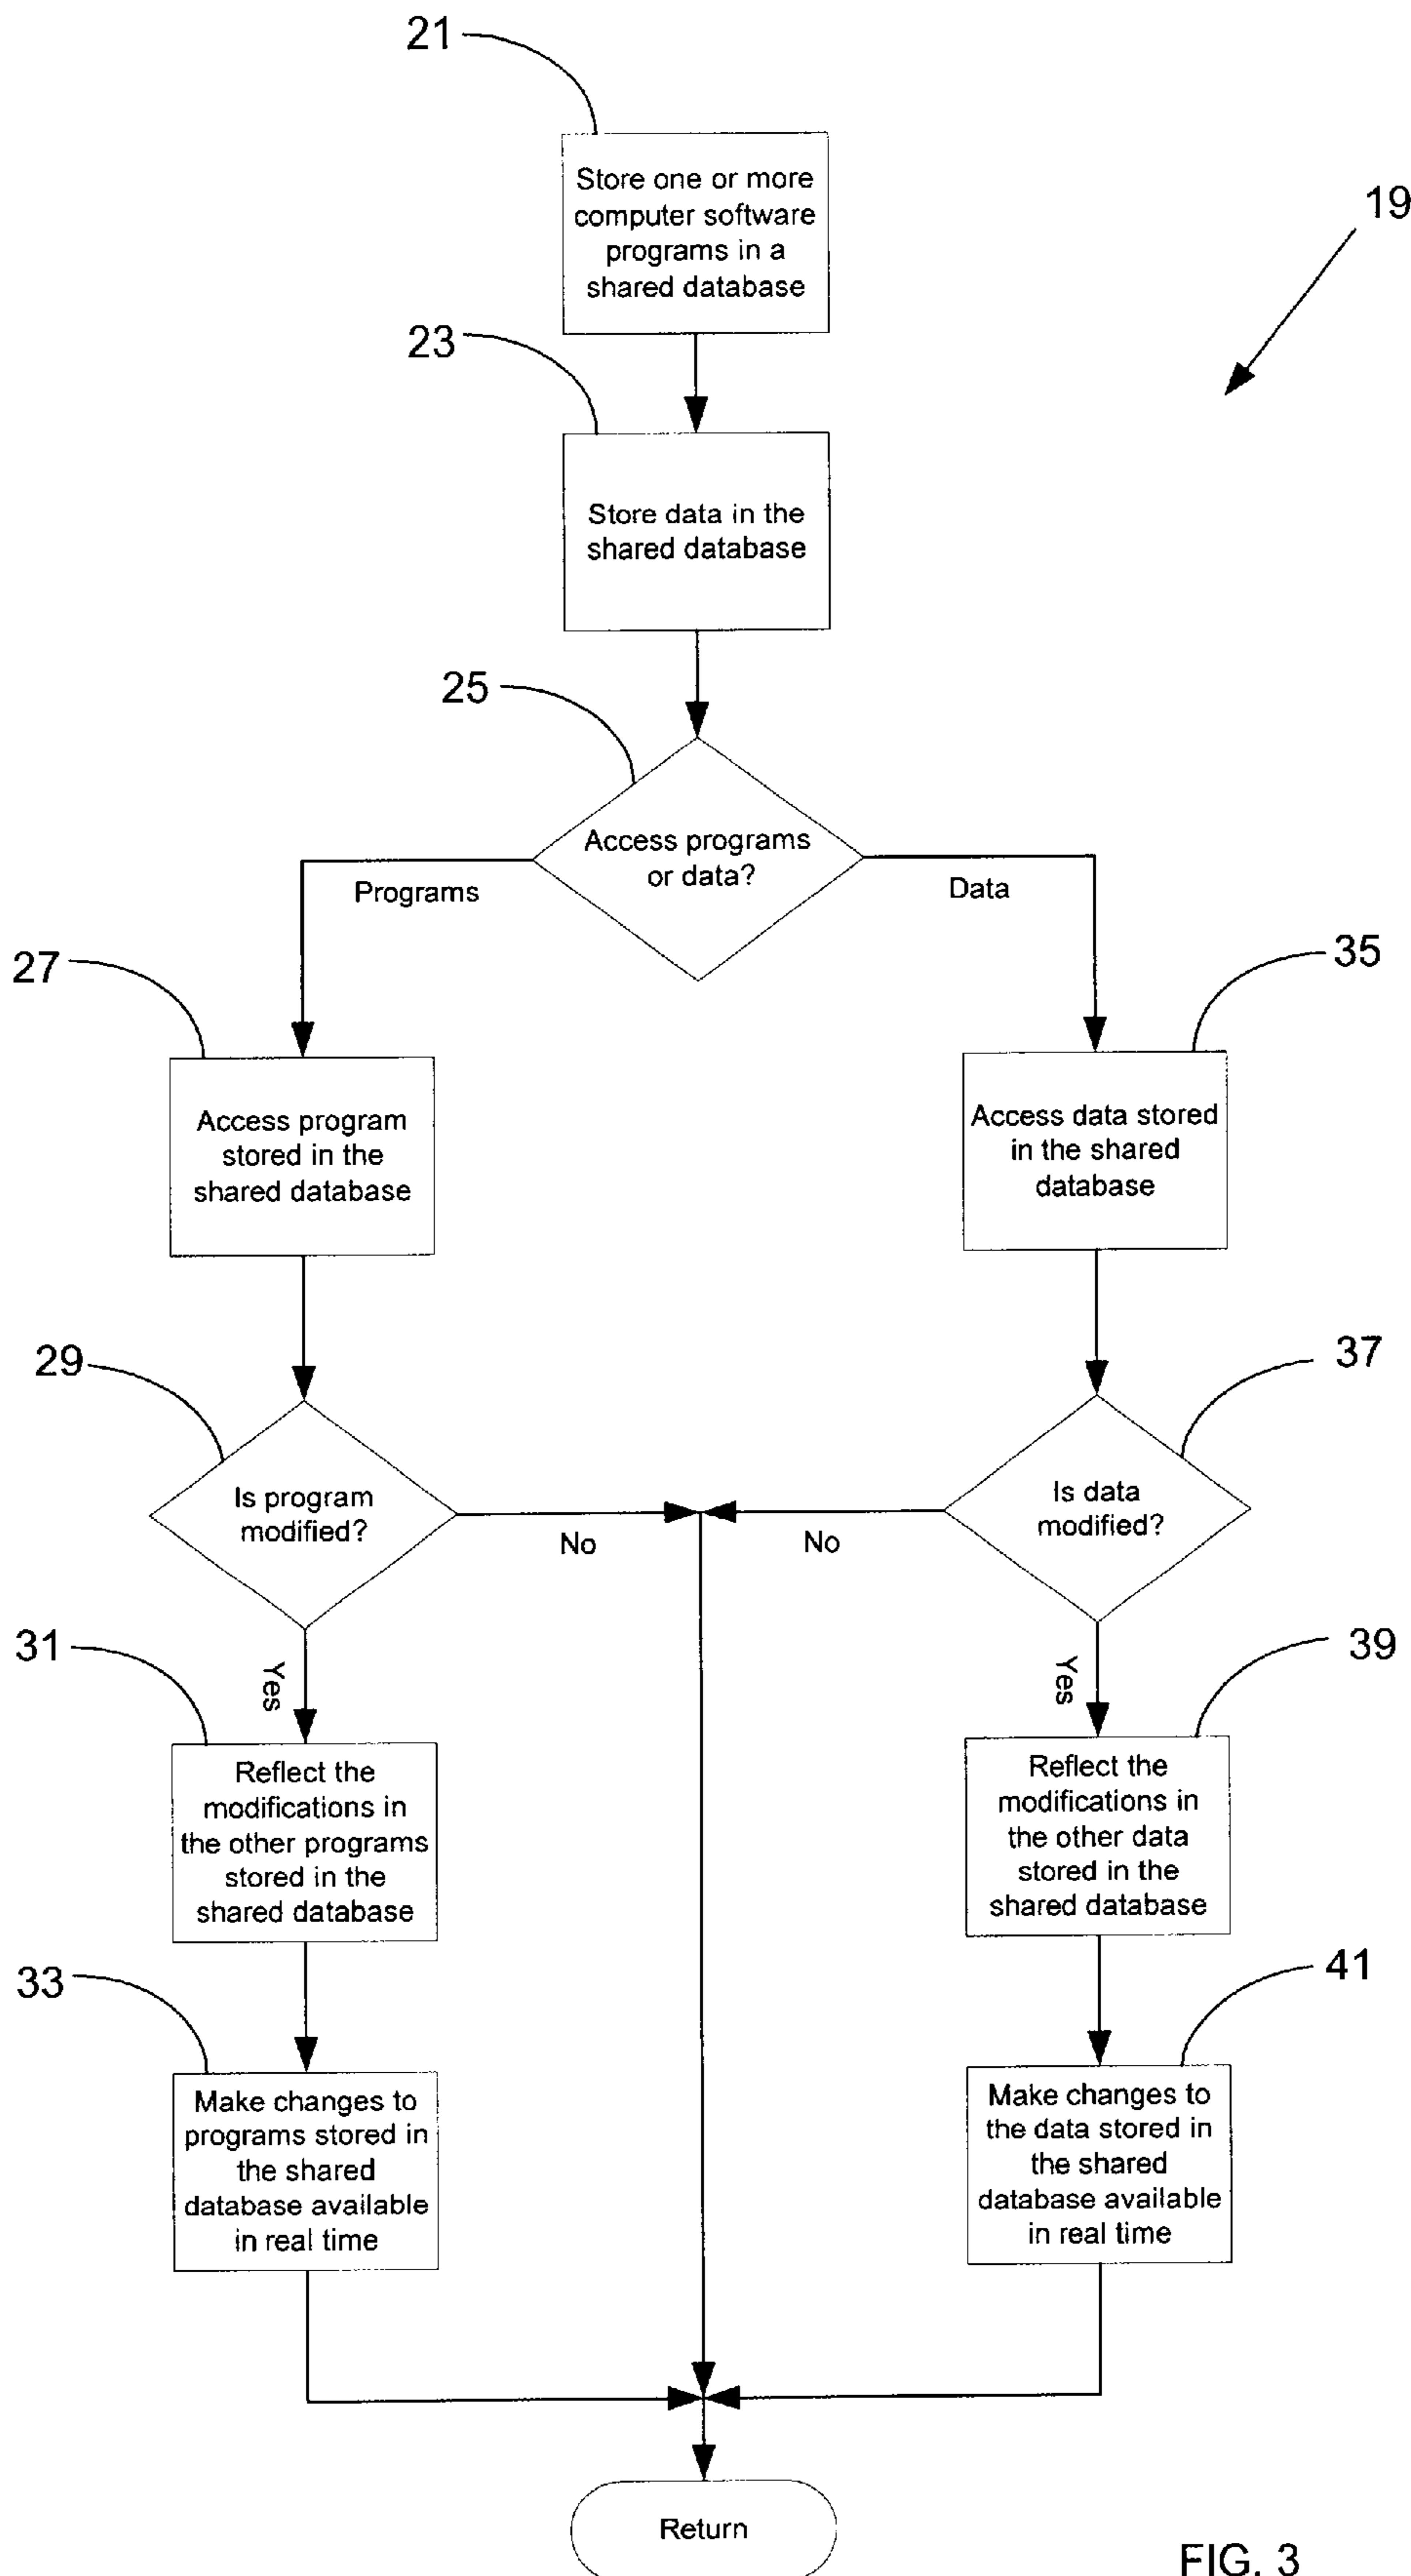 21
Store one or more
computer software
programs in a
shared database
19
23
Store data in the
shared database
25
Access programs
or data?
Programs
Data
27
Access program
stored in the
shared database
35
Access data stored
in the shared
database
29
Is program
modified?
No
37
Is data
modified?
No
31
Yes
Reflect the
modifications in
the other programs
stored in the
shared database
39
Yes
Reflect the
modifications in
the other data
stored in the
shared database
33
Make changes to
programs stored in
the shared
database available
in real time
41
Make changes to
the data stored in
the shared
database available
in real time
Return
FIG. 3